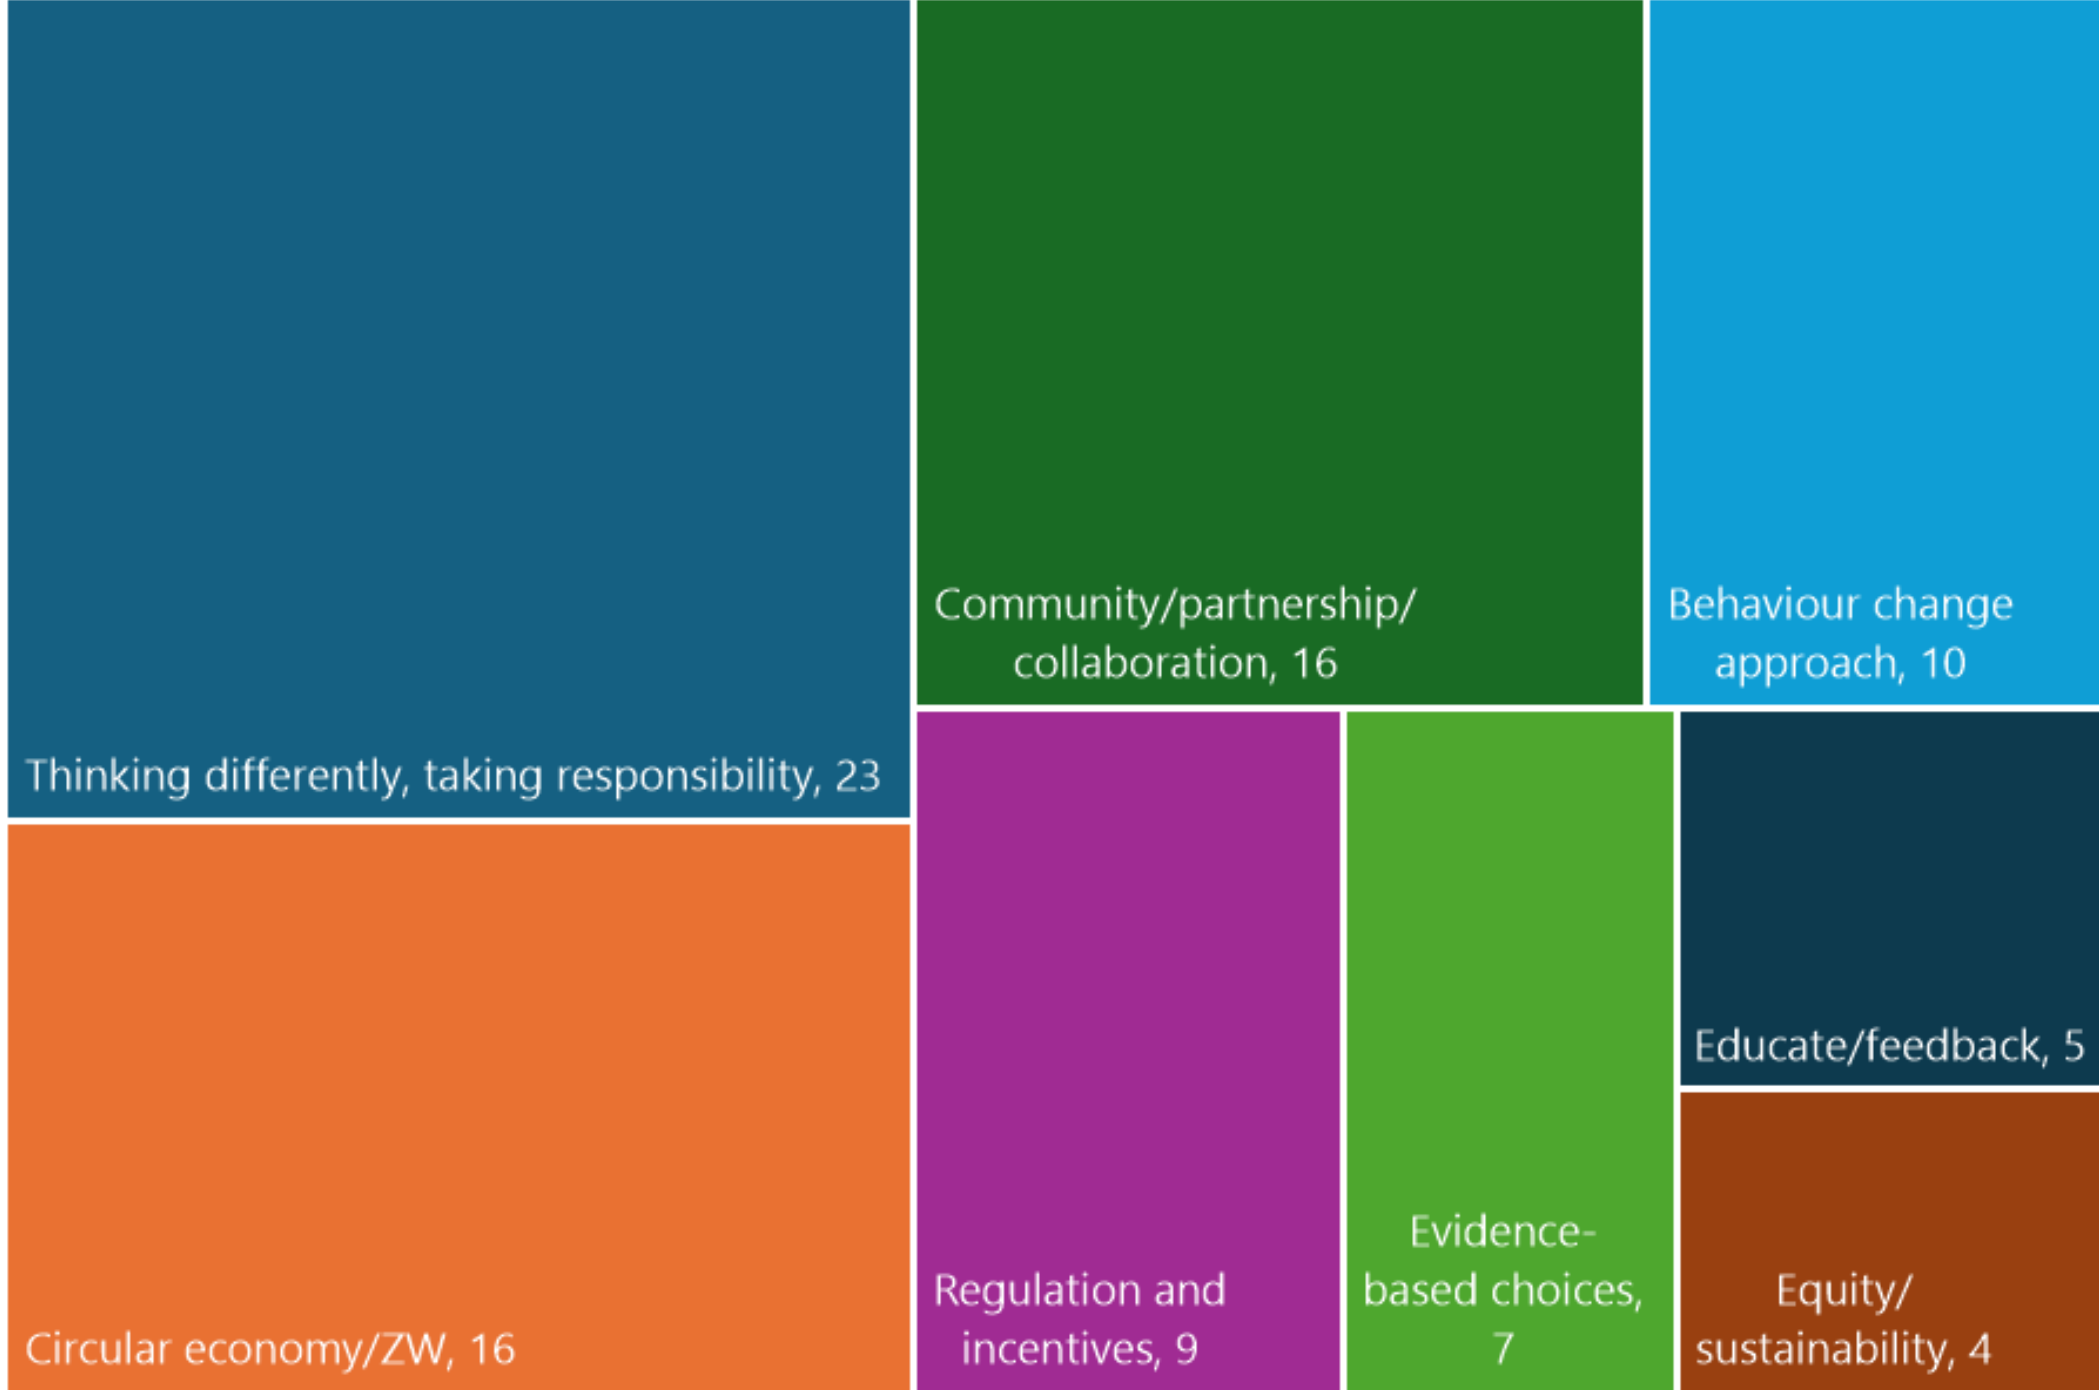 Thinking differently, taking responsibility, 23
Circular economy/ZW, 16
Community/partnership/
collaboration, 16
Behaviour change
approach, 10
Regulation and
incentives, 9
Evidence-
based choices,
7
Educate/feedback, 5
Equity/
sustainability, 4